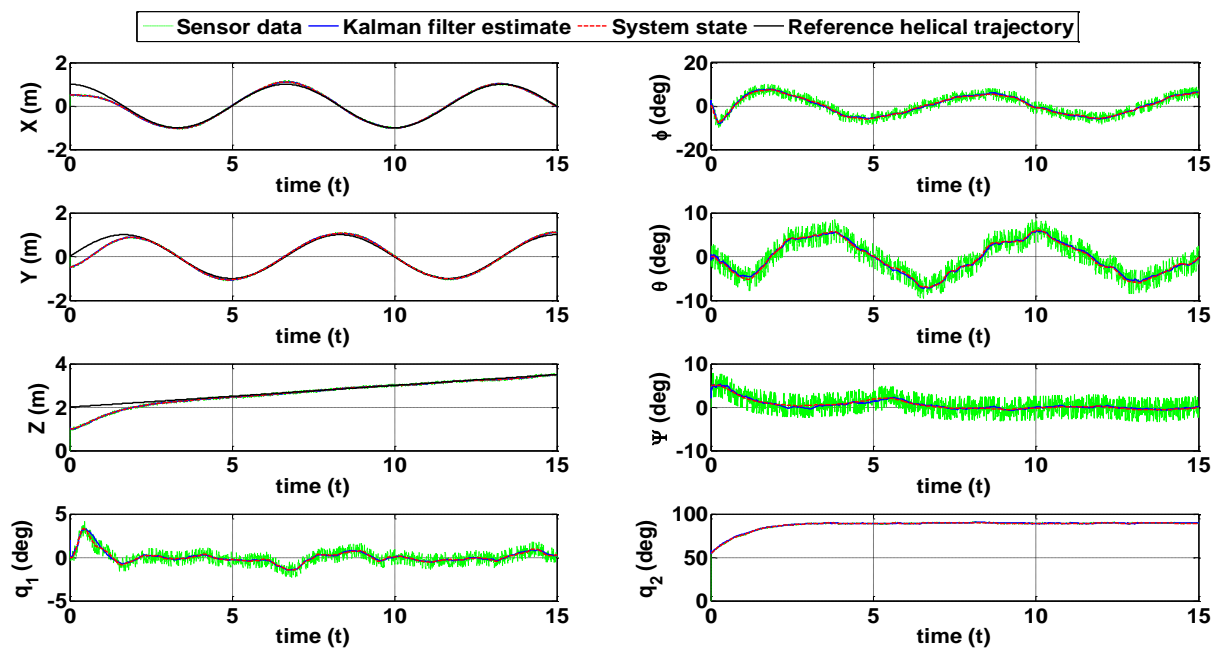 Sensor data Kalman filter estimate System state Reference helical trajectory
X (m)
2
0
-2
0 5 10 15
time (t)
ϕ (deg)
20
0
-20
0 5 10 15
time (t)
Y (m)
2
0
-2
0 5 10 15
time (t)
θ (deg)
10
0
-10
0 5 10 15
time (t)
Z (m)
4
2
0
0 5 10 15
time (t)
Ψ (deg)
10
0
-10
0 5 10 15
time (t)
q1 (deg)
5
0
-5
0 5 10 15
time (t)
q2 (deg)
100
50
0
0 5 10 15
time (t)